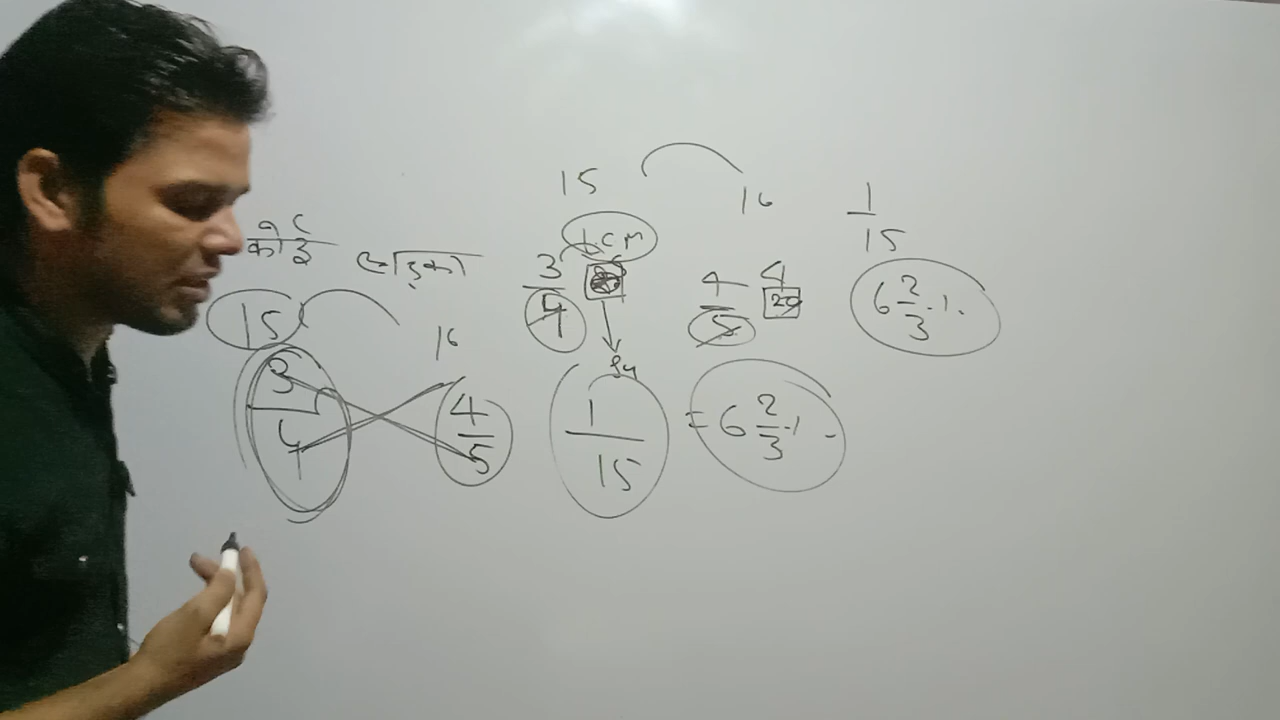 15 16 1/15
LCM
3/4 20 4/5 4 20 6 2/3 %
15 16
3/4 4/5 1/15 = 6 2/3 %